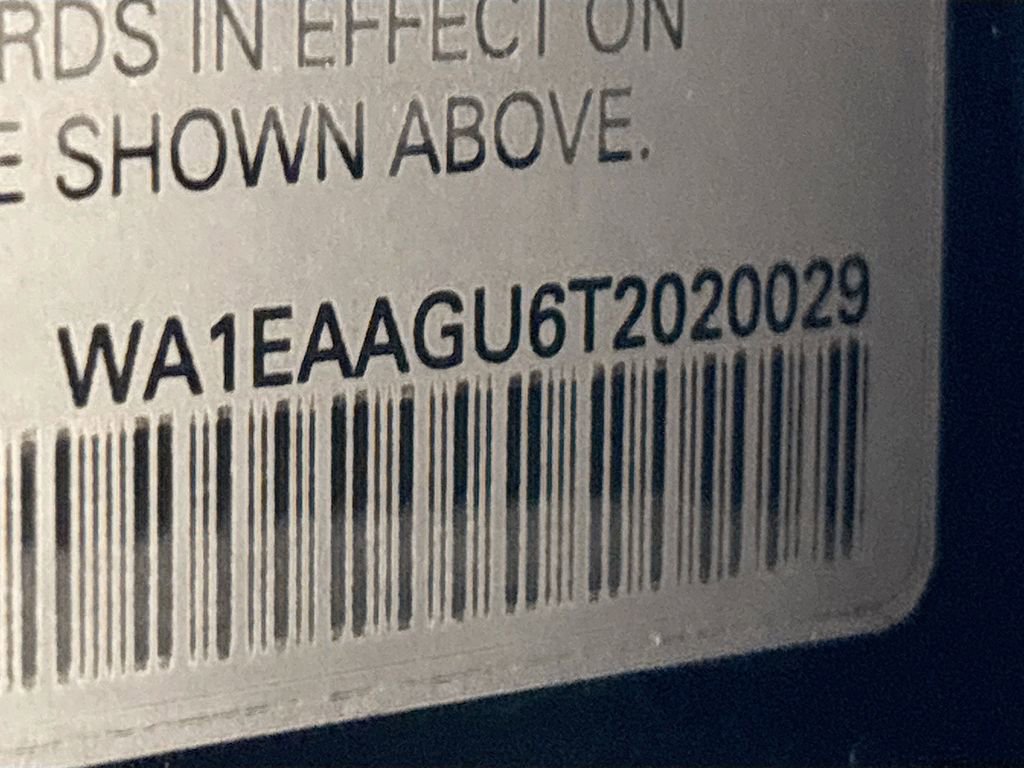 RDS IN EFFECT ON
E SHOWN ABOVE.
WA1EAAGU6T2020029